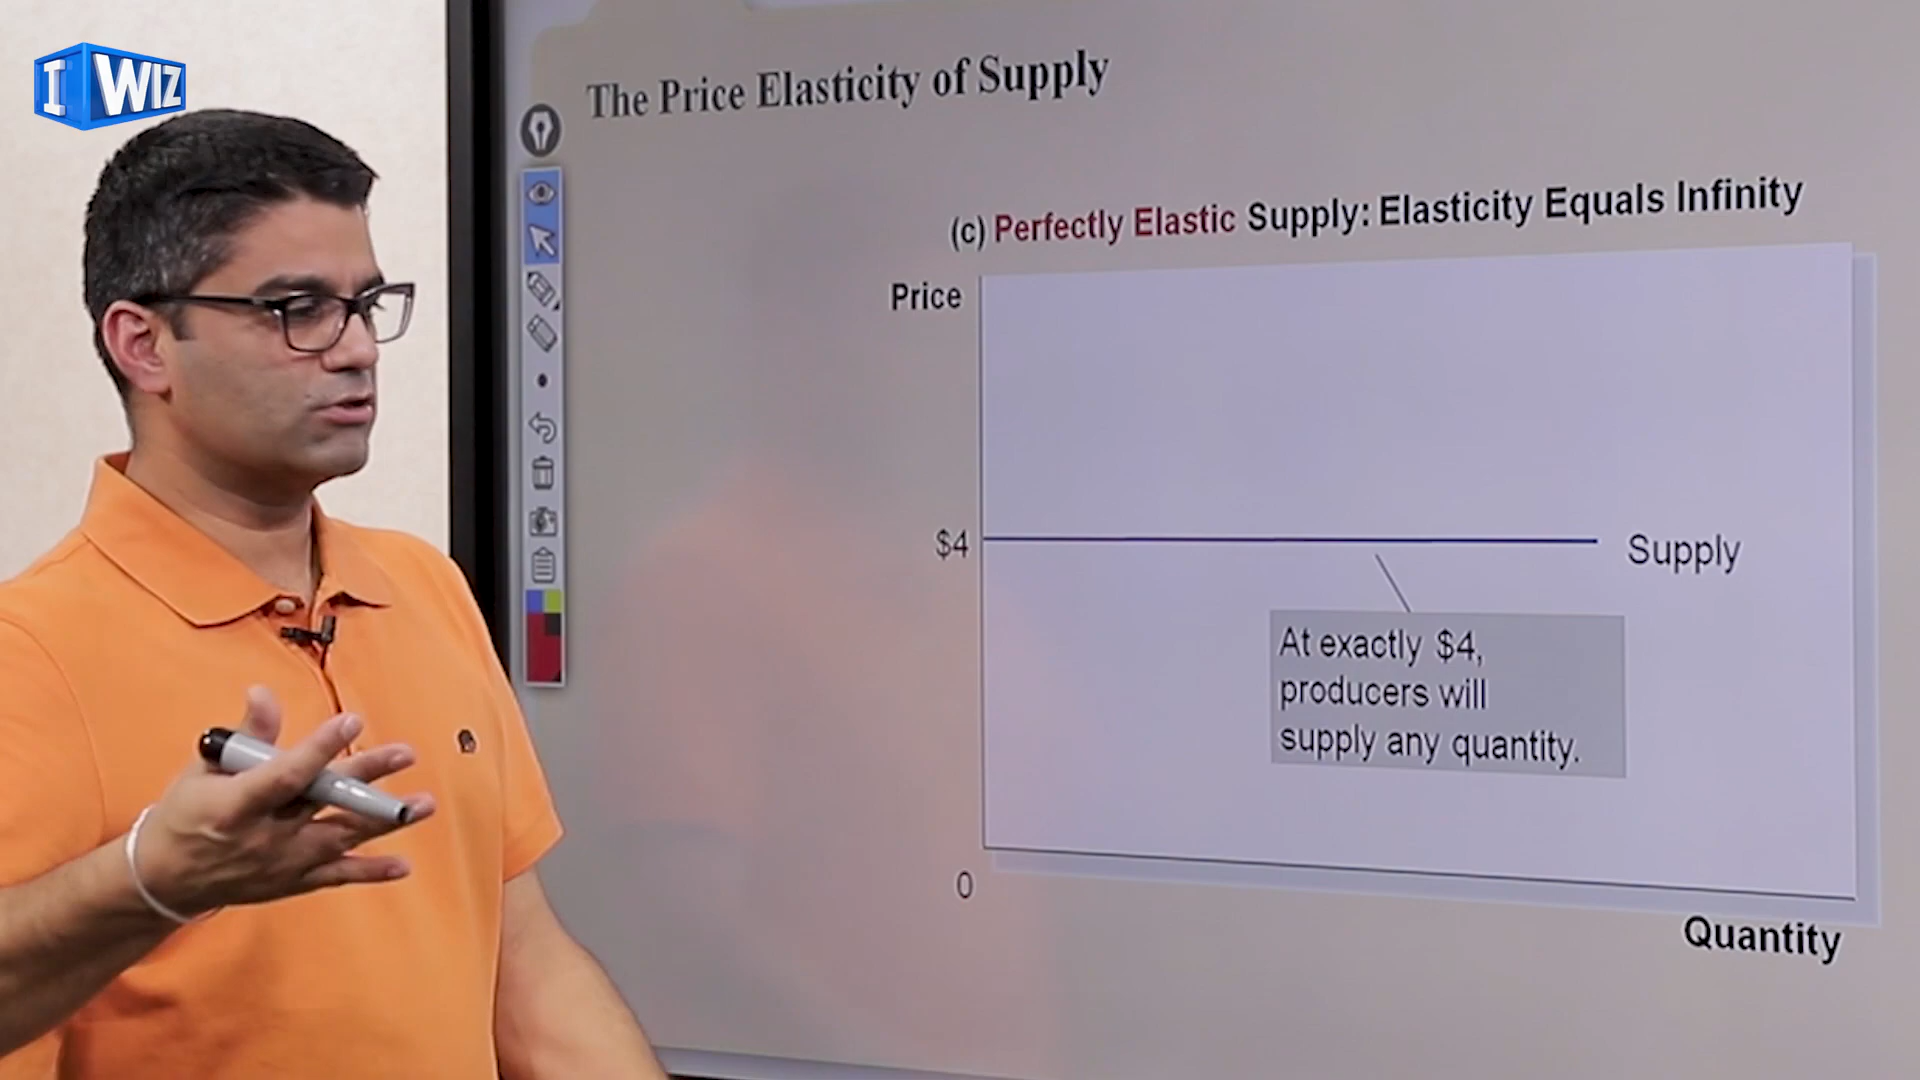 I WIZ
The Price Elasticity of Supply
(c) Perfectly Elastic Supply: Elasticity Equals Infinity
Price
$4
Supply
At exactly $4,
producers will
supply any quantity.
0
Quantity